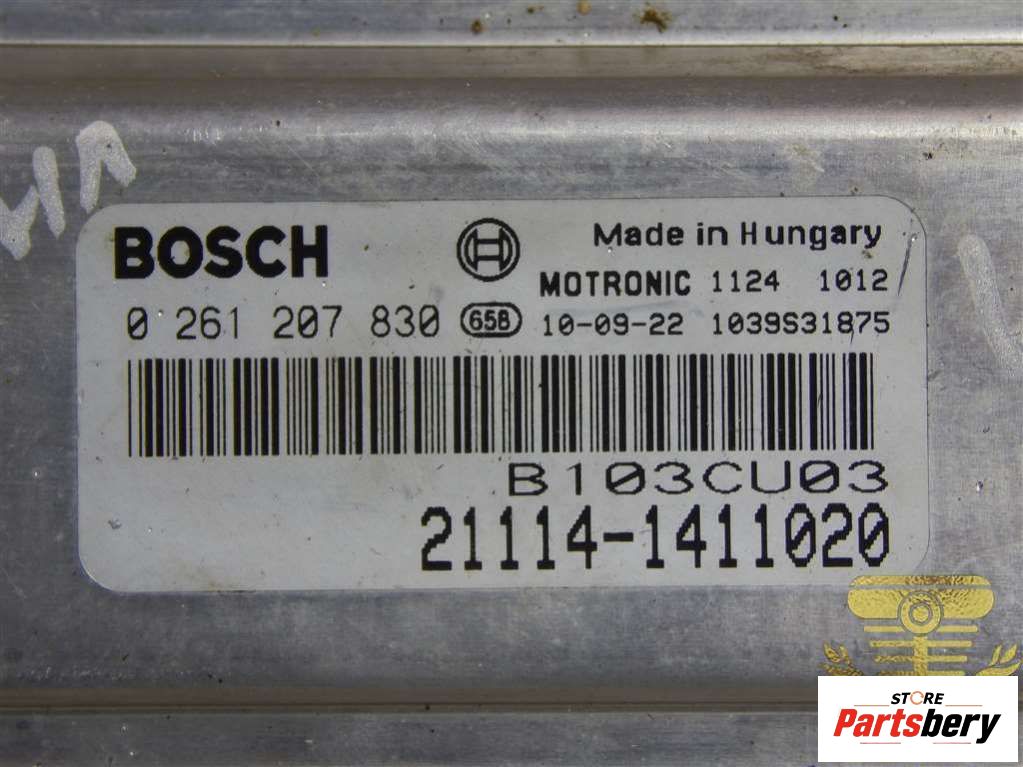 BOSCH
Made in Hungary
MOTRONIC 1124 1012
0 261 207 830 658 10-09-22 1039S31875
B103CU03
21114-1411020
STORE
Partsbery